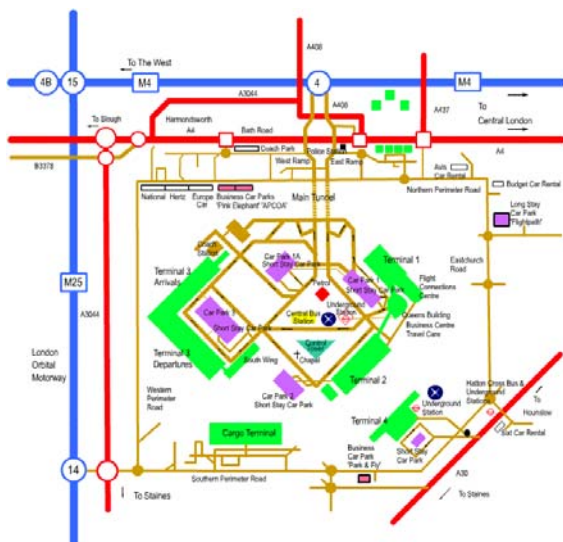 A408
To The West
4B
15
M4
4
M4
A3044
A408
A437
To
Central London
To Slough
Harmondsworth
A4
Bath Road
Coach Park
Police Station
A4
B3378
West Ramp
East Ramp
Avis
Car Rental
National
Hertz
Europe
Car
Business Car Parks
'Pink Elephant' 'APCOA'
Main Tunnel
Northern Perimeter Road
Budget Car Rental
Long Stay
Car Park
'Flightpath'
Coach
Station
Car Park 1A
Short Stay Car Park
Terminal 1
Eastchurch
Road
M25
Terminal 3
Arrivals
Petrol
Car Park 1
Short Stay Car Park
Flight
Connections
Centre
A3044
Car Park 3
Short Stay Car Park
Central Bus
Station
Underground
Station
Queens Building
Business Centre
Travel Care
London
Orbital
Motorway
Terminal 3
Departures
South Wing
Control
Tower
Chapel
Terminal 2
Western
Perimeter Road
Car Park 2
Short Stay Car Park
Underground
Station
Hatton Cross Bus &
Underground
Stations
To
Hounslow
Terminal 4
Cargo Terminal
Short Stay
Car Park
Sixt Car Rental
Business
Car Park
'Park & Fly'
14
A30
Southern Perimeter Road
To Staines
To Staines